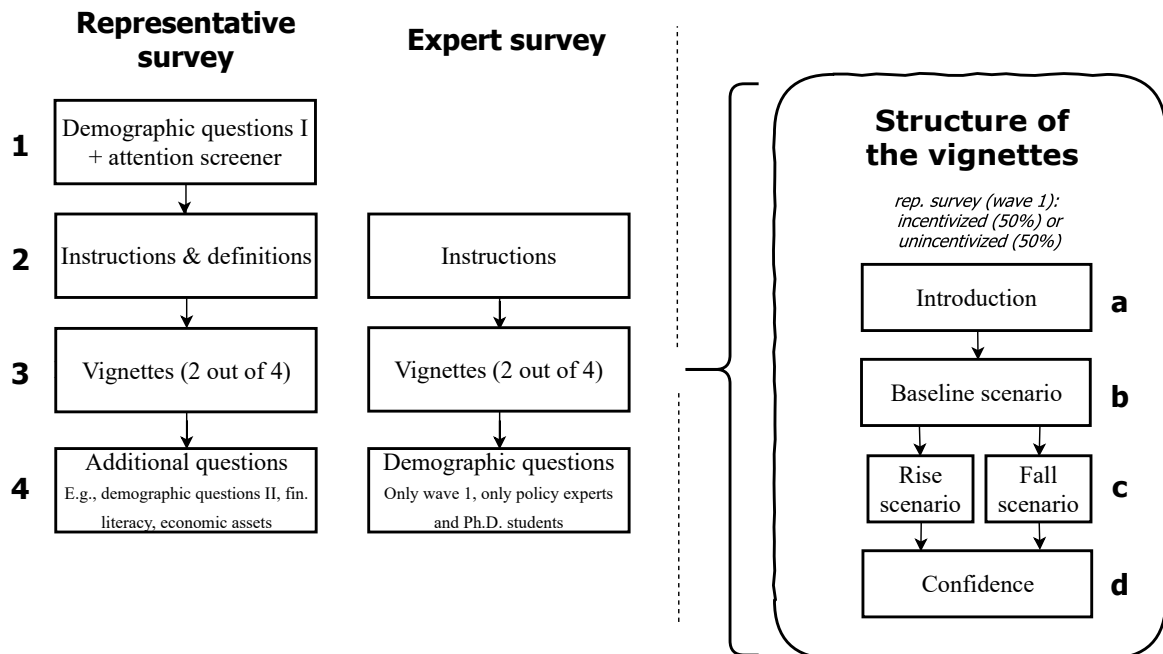 Representative
survey
Expert survey
1
Demographic questions I
+ attention screener
2
Instructions & definitions
Instructions
3
Vignettes (2 out of 4)
Vignettes (2 out of 4)
4
Additional questions
E.g., demographic questions II, fin.
literacy, economic assets
Demographic questions
Only wave 1, only policy experts
and Ph.D. students
Structure of
the vignettes
rep. survey (wave 1):
incentivized (50%) or
unincentivized (50%)
Introduction
a
Baseline scenario
b
Rise
scenario
Fall
scenario
c
Confidence
d